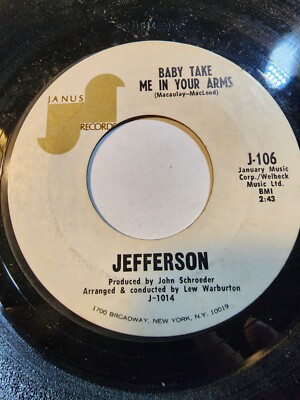 BABY TAKE
ME IN YOUR ARMS
(Macaulay-MacLeod)
JANUS
RECORDS
J-106
January Music
Corp./Welbeck
Music Ltd.
BMI
2:43
JEFFERSON
Produced by John Schroeder
Arranged & conducted by Lew Warburton
J-1014
1700 BROADWAY, NEW YORK, N.Y. 10019